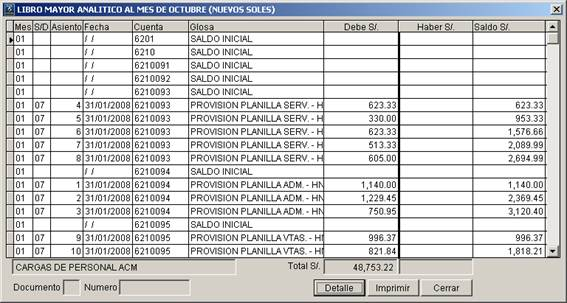 LIBRO MAYOR ANALITICO AL MES DE OCTUBRE (NUEVOS SOLES)
Mes S/D Asiento Fecha Cuenta Glosa Debe S/. Haber S/. Saldo S/.
01 / / 6201 SALDO INICIAL
01 / / 6210 SALDO INICIAL
01 / / 6210091 SALDO INICIAL
01 / / 6210092 SALDO INICIAL
01 / / 6210093 SALDO INICIAL
01 07 4 31/01/2008 6210093 PROVISION PLANILLA SERV. - H 623.33 623.33
01 07 5 31/01/2008 6210093 PROVISION PLANILLA SERV. - H 330.00 953.33
01 07 6 31/01/2008 6210093 PROVISION PLANILLA SERV. - H 623.33 1,576.66
01 07 7 31/01/2008 6210093 PROVISION PLANILLA SERV. - H 513.33 2,089.99
01 07 8 31/01/2008 6210093 PROVISION PLANILLA SERV. - H 605.00 2,694.99
01 / / 6210094 SALDO INICIAL
01 07 1 31/01/2008 6210094 PROVISION PLANILLA ADM. - HN 1,140.00 1,140.00
01 07 2 31/01/2008 6210094 PROVISION PLANILLA ADM. - HN 1,229.45 2,369.45
01 07 3 31/01/2008 6210094 PROVISION PLANILLA ADM. - HN 750.95 3,120.40
01 / / 6210095 SALDO INICIAL
01 07 9 31/01/2008 6210095 PROVISION PLANILLA VTAS. - H 996.37 996.37
01 07 10 31/01/2008 6210095 PROVISION PLANILLA VTAS. - H 821.84 1,818.21
CARGAS DE PERSONAL ACM Total S/. 48,753.22
Documento Numero Detalle Imprimir Cerrar